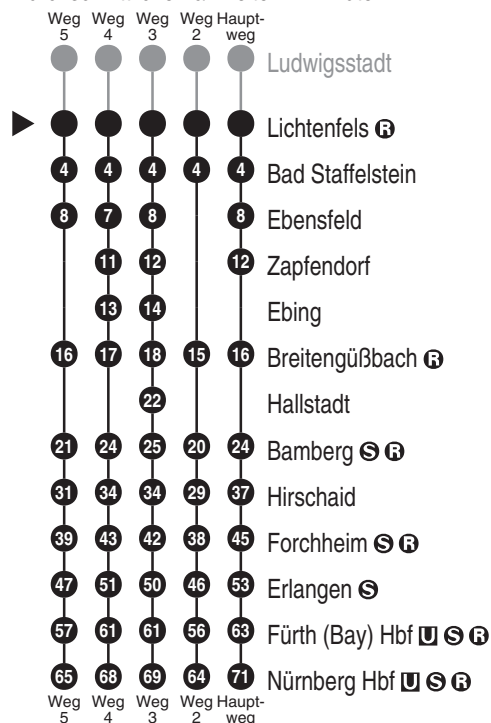 Weg 5 Weg 4 Weg 3 Weg 2 Haupt-weg
Ludwigsstadt
Lichtenfels R
4 4 4 4 4 Bad Staffelstein
8 7 8 8 Ebensfeld
11 12 12 Zapfendorf
13 14 Ebing
16 17 18 15 16 Breitengüßbach R
22 Hallstadt
21 24 25 20 24 Bamberg S R
31 34 34 29 37 Hirschaid
39 43 42 38 45 Forchheim S R
47 51 50 46 53 Erlangen S
57 61 61 56 63 Fürth (Bay) Hbf U S R
65 68 69 64 71 Nürnberg Hbf U S R
Weg 5 Weg 4 Weg 3 Weg 2 Haupt-weg